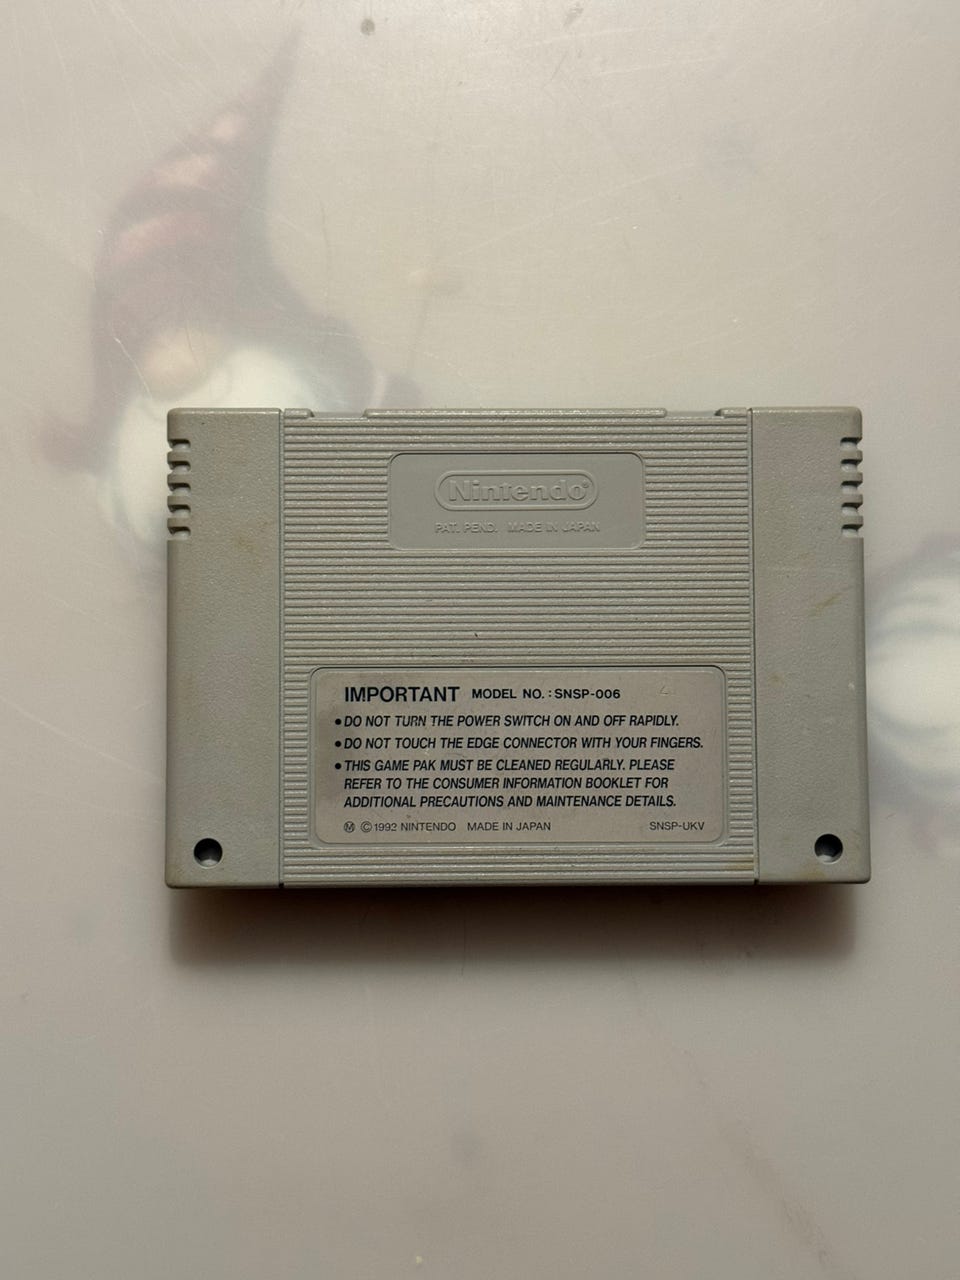 Nintendo®
PAT. PEND. MADE IN JAPAN
IMPORTANT MODEL NO. : SNSP-006
• DO NOT TURN THE POWER SWITCH ON AND OFF RAPIDLY.
• DO NOT TOUCH THE EDGE CONNECTOR WITH YOUR FINGERS.
• THIS GAME PAK MUST BE CLEANED REGULARLY. PLEASE
REFER TO THE CONSUMER INFORMATION BOOKLET FOR
ADDITIONAL PRECAUTIONS AND MAINTENANCE DETAILS.
Ⓜ ©1992 NINTENDO MADE IN JAPAN SNSP-UKV